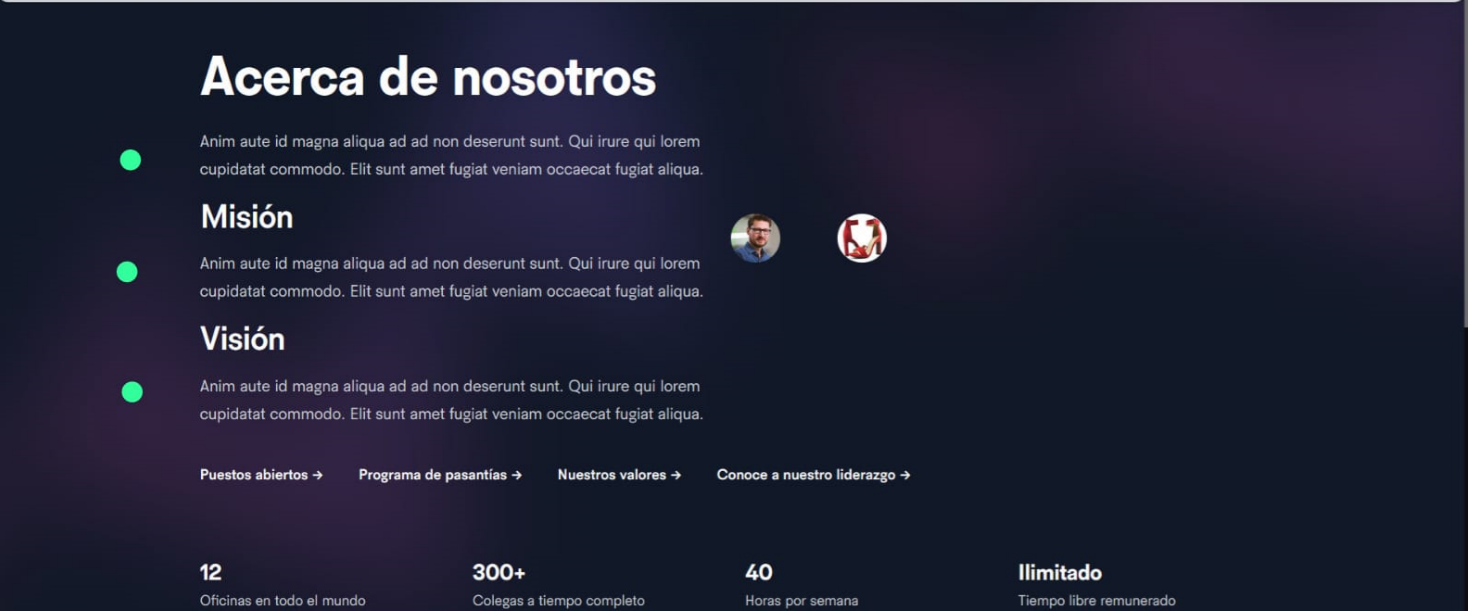 Acerca de nosotros
Anim aute id magna aliqua ad ad non deserunt sunt. Qui irure qui lorem
cupidatat commodo. Elit sunt amet fugiat veniam occaecat fugiat aliqua.
Misión
Anim aute id magna aliqua ad ad non deserunt sunt. Qui irure qui lorem
cupidatat commodo. Elit sunt amet fugiat veniam occaecat fugiat aliqua.
Visión
Anim aute id magna aliqua ad ad non deserunt sunt. Qui irure qui lorem
cupidatat commodo. Elit sunt amet fugiat veniam occaecat fugiat aliqua.
Puestos abiertos → Programa de pasantías → Nuestros valores → Conoce a nuestro liderazgo →
12 300+ 40 Ilimitado
Oficinas en todo el mundo Colegas a tiempo completo Horas por semana Tiempo libre remunerado